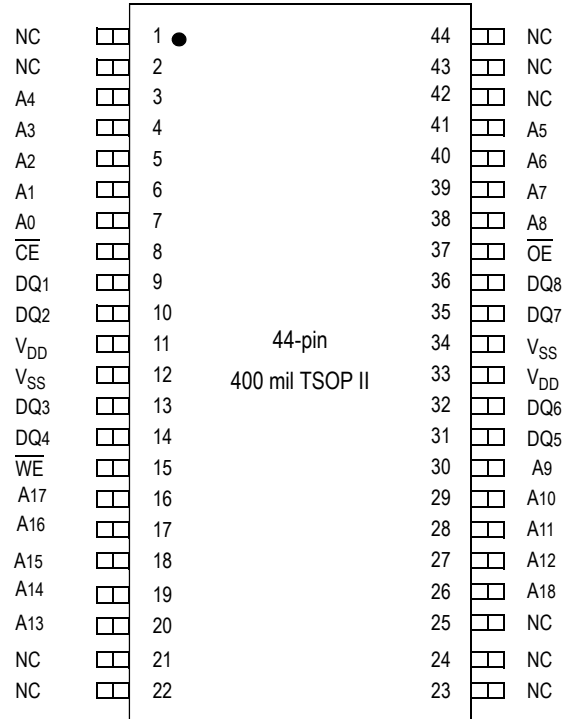 NC 1 44 NC
NC 2 43 NC
A4 3 42 NC
A3 4 41 A5
A2 5 40 A6
A1 6 39 A7
A0 7 38 A8
C̅E̅ 8 37 O̅E̅
DQ1 9 36 DQ8
DQ2 10 35 DQ7
VDD 11 44-pin 34 VSS
VSS 12 400 mil TSOP II 33 VDD
DQ3 13 32 DQ6
DQ4 14 31 DQ5
W̅E̅ 15 30 A9
A17 16 29 A10
A16 17 28 A11
A15 18 27 A12
A14 19 26 A18
A13 20 25 NC
NC 21 24 NC
NC 22 23 NC